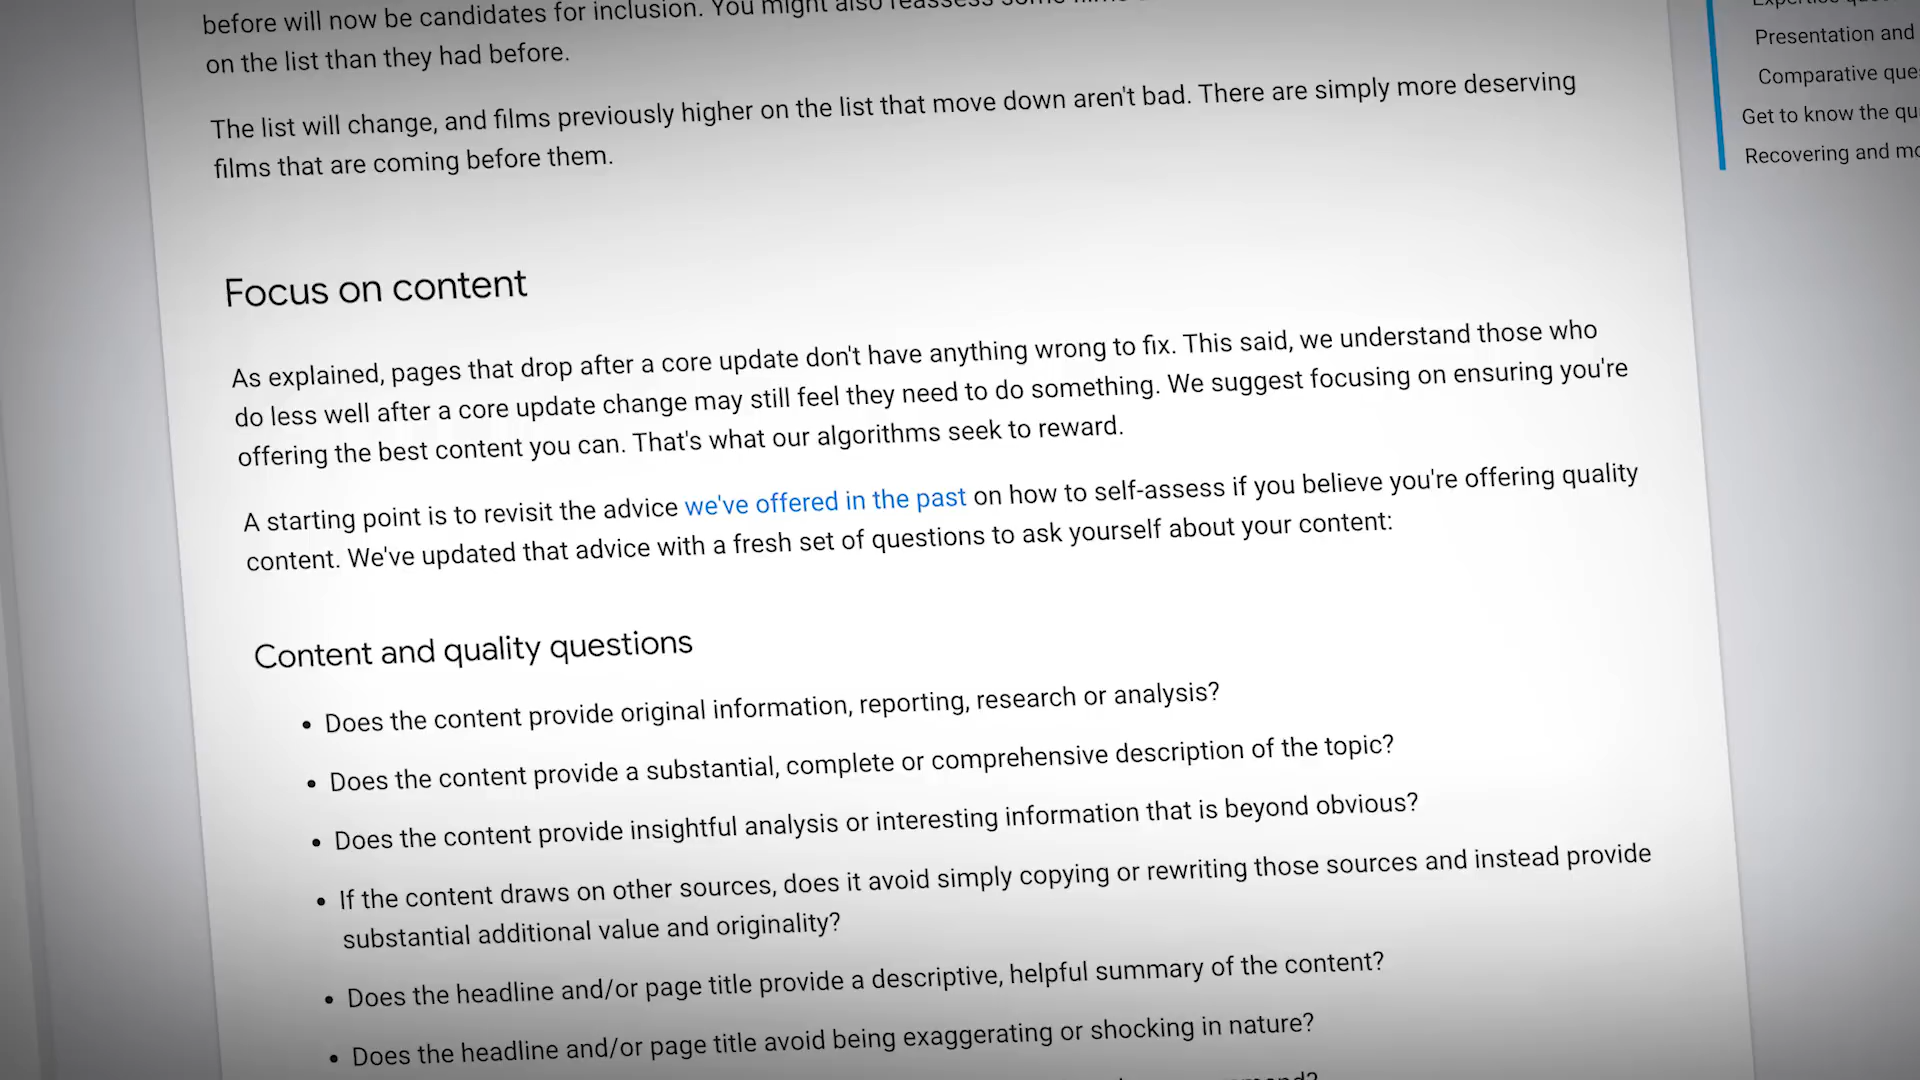 before will now be candidates for inclusion. You might also reassess some films
on the list than they had before.
The list will change, and films previously higher on the list that move down aren't bad. There are simply more deserving
films that are coming before them.
Focus on content
As explained, pages that drop after a core update don't have anything wrong to fix. This said, we understand those who
do less well after a core update change may still feel they need to do something. We suggest focusing on ensuring you're
offering the best content you can. That's what our algorithms seek to reward.
A starting point is to revisit the advice we've offered in the past on how to self-assess if you believe you're offering quality
content. We've updated that advice with a fresh set of questions to ask yourself about your content:
Content and quality questions
• Does the content provide original information, reporting, research or analysis?
• Does the content provide a substantial, complete or comprehensive description of the topic?
• Does the content provide insightful analysis or interesting information that is beyond obvious?
• If the content draws on other sources, does it avoid simply copying or rewriting those sources and instead provide
substantial additional value and originality?
• Does the headline and/or page title provide a descriptive, helpful summary of the content?
• Does the headline and/or page title avoid being exaggerating or shocking in nature?
Presentation and
Comparative que
Get to know the qu
Recovering and mo